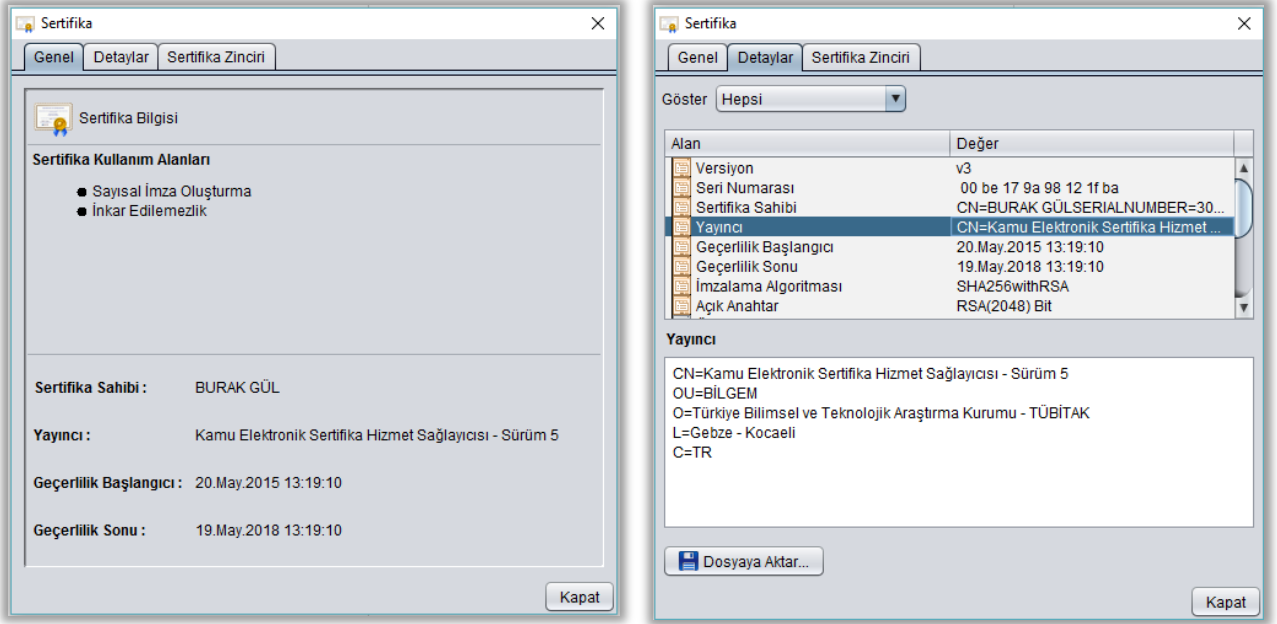 Sertifika
Genel Detaylar Sertifika Zinciri
Sertifika Bilgisi
Sertifika Kullanım Alanları
Sayısal İmza Oluşturma
İnkar Edilemezlik
Sertifika Sahibi : BURAK GÜL
Yayıncı : Kamu Elektronik Sertifika Hizmet Sağlayıcısı - Sürüm 5
Geçerlilik Başlangıcı : 20.May.2015 13:19:10
Geçerlilik Sonu : 19.May.2018 13:19:10
Kapat
Sertifika
Genel Detaylar Sertifika Zinciri
Göster Hepsi
Alan Değer
Versiyon v3
Seri Numarası 00 be 17 9a 98 12 1f ba
Sertifika Sahibi CN=BURAK GÜLSERIALNUMBER=30...
Yayıncı CN=Kamu Elektronik Sertifika Hizmet ...
Geçerlilik Başlangıcı 20.May.2015 13:19:10
Geçerlilik Sonu 19.May.2018 13:19:10
İmzalama Algoritması SHA256withRSA
Açık Anahtar RSA(2048) Bit
Yayıncı
CN=Kamu Elektronik Sertifika Hizmet Sağlayıcısı - Sürüm 5
OU=BİLGEM
O=Türkiye Bilimsel ve Teknolojik Araştırma Kurumu - TÜBİTAK
L=Gebze - Kocaeli
C=TR
Dosyaya Aktar...
Kapat